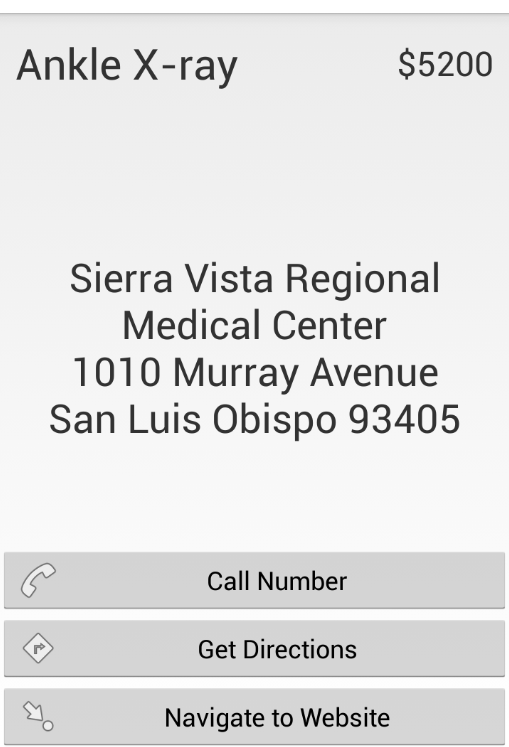 Ankle X-ray $5200
Sierra Vista Regional
Medical Center
1010 Murray Avenue
San Luis Obispo 93405
Call Number
Get Directions
Navigate to Website